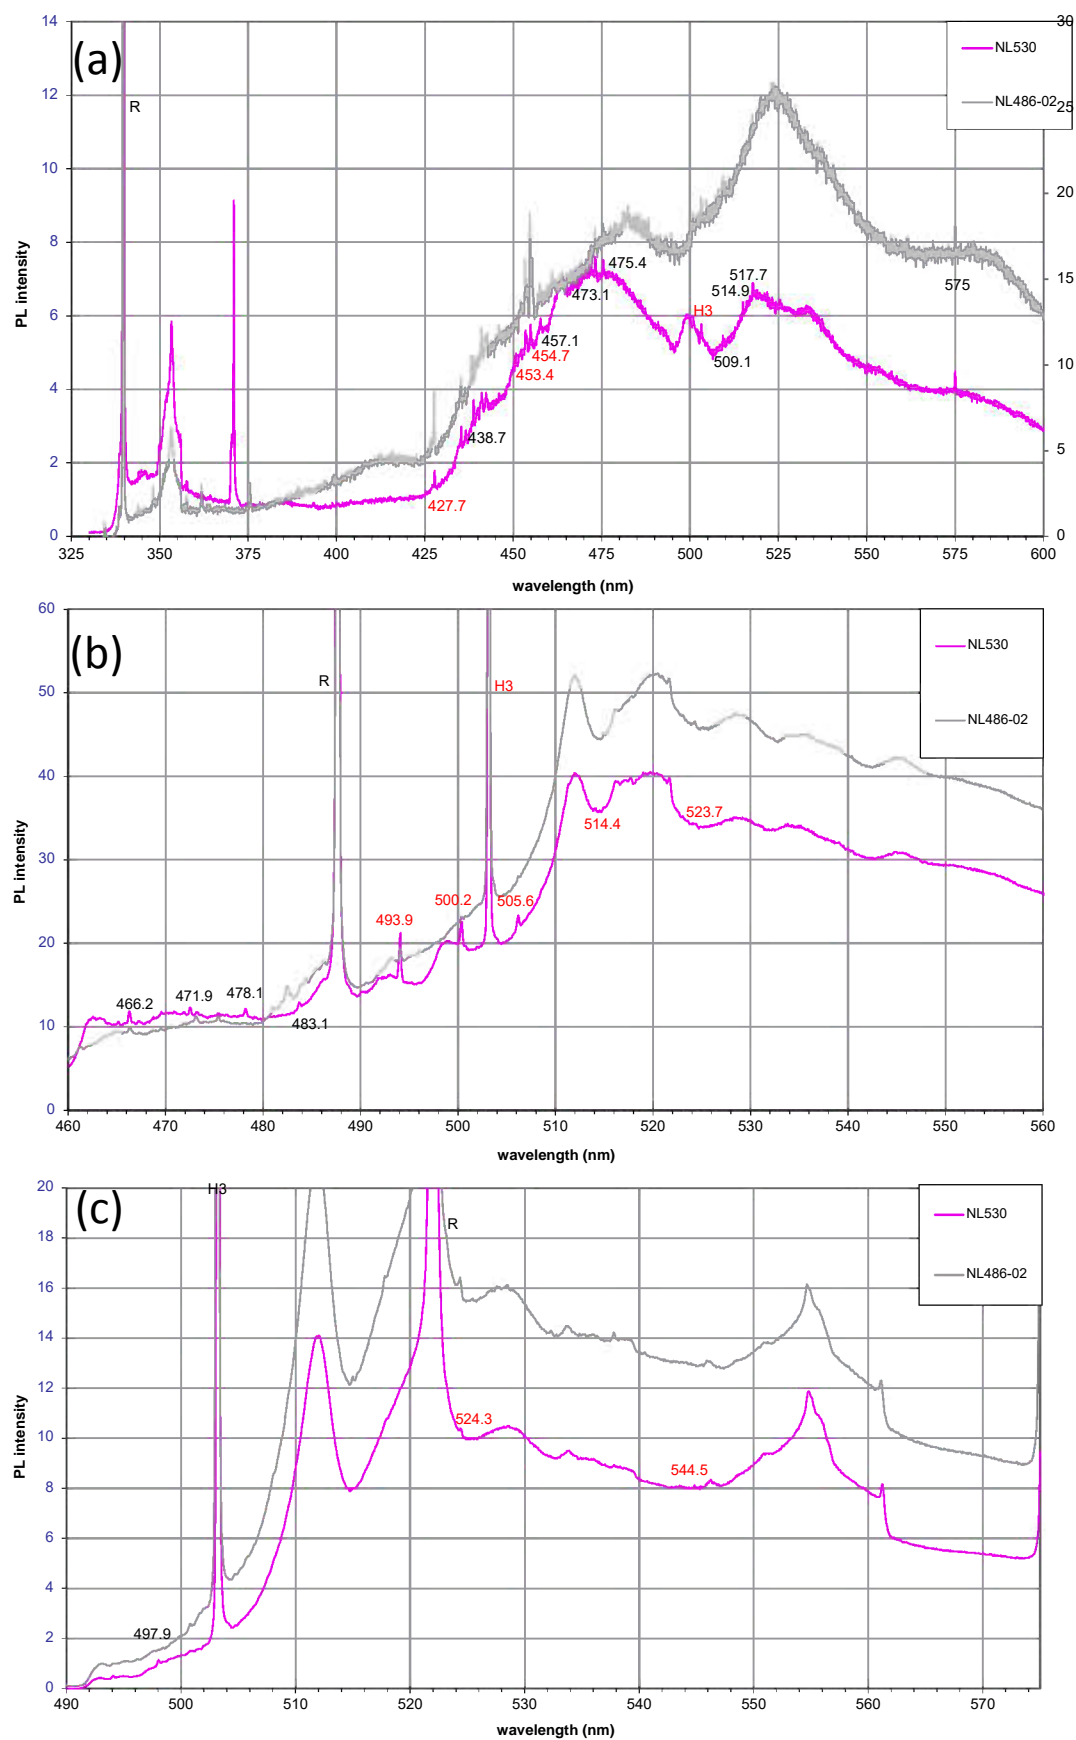 (a)
14
12
10
8
6
4
2
0
PL intensity
R
NL530
NL486-02
30
25
20
15
10
5
0
475.4
473.1
457.1
454.7
453.4
438.7
427.7
H3
517.7
514.9
509.1
575
325 350 375 400 425 450 475 500 525 550 575 600
wavelength (nm)
(b)
60
50
40
30
20
10
0
PL intensity
R
H3
NL530
NL486-02
514.4
523.7
500.2
505.6
493.9
466.2
471.9
478.1
483.1
460 470 480 490 500 510 520 530 540 550 560
wavelength (nm)
(c)
20
18
16
14
12
10
8
6
4
2
0
PL intensity
H3
R
NL530
NL486-02
524.3
544.5
497.9
490 500 510 520 530 540 550 560 570
wavelength (nm)